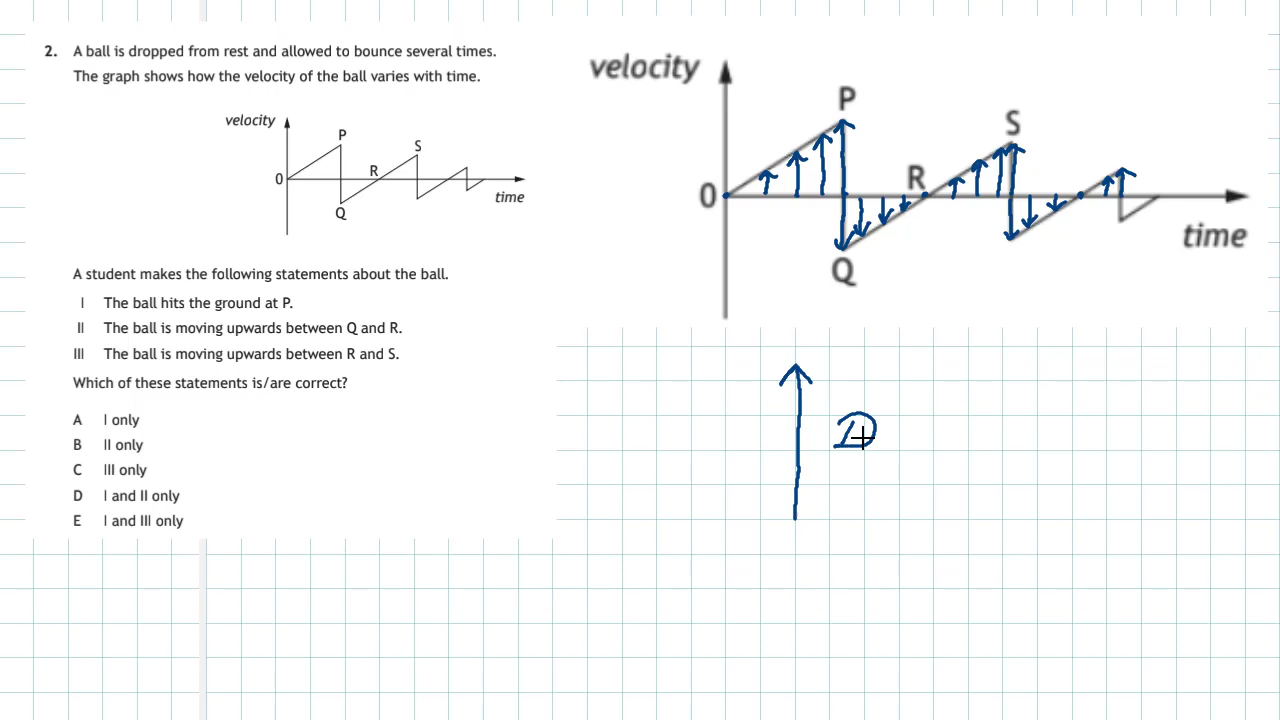 2. A ball is dropped from rest and allowed to bounce several times.
The graph shows how the velocity of the ball varies with time.
velocity
P
S
R
0
time
Q
A student makes the following statements about the ball.
I The ball hits the ground at P.
II The ball is moving upwards between Q and R.
III The ball is moving upwards between R and S.
Which of these statements is/are correct?
A I only
B II only
C III only
D I and II only
E I and III only
velocity
P
S
R
0
time
Q
D